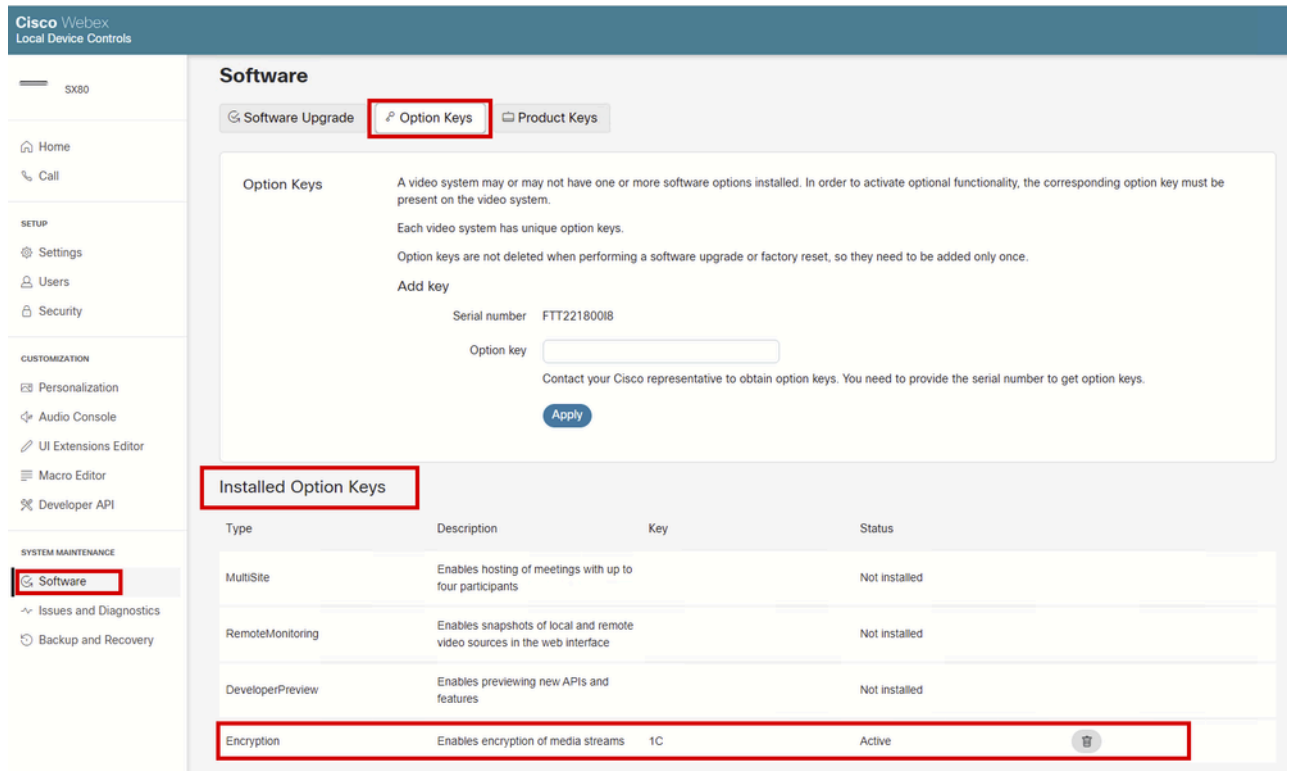 Cisco Webex
Local Device Controls
SX80
Home
Call
SETUP
Settings
Users
Security
CUSTOMIZATION
Personalization
Audio Console
UI Extensions Editor
Macro Editor
Developer API
SYSTEM MAINTENANCE
Software
Issues and Diagnostics
Backup and Recovery
Software
Software Upgrade
Option Keys
Product Keys
Option Keys
A video system may or may not have one or more software options installed. In order to activate optional functionality, the corresponding option key must be
present on the video system.
Each video system has unique option keys.
Option keys are not deleted when performing a software upgrade or factory reset, so they need to be added only once.
Add key
Serial number FTT221800I8
Option key
Contact your Cisco representative to obtain option keys. You need to provide the serial number to get option keys.
Apply
Installed Option Keys
Type Description Key Status
MultiSite Enables hosting of meetings with up to
four participants Not installed
RemoteMonitoring Enables snapshots of local and remote
video sources in the web interface Not installed
DeveloperPreview Enables previewing new APIs and
features Not installed
Encryption Enables encryption of media streams 1C Active